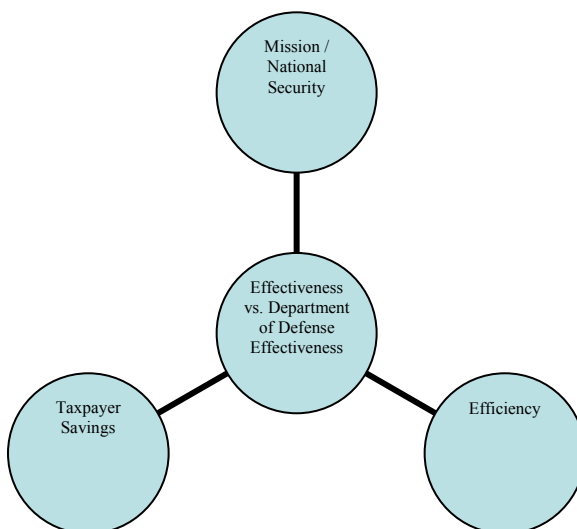 Mission /
National
Security
Effectiveness
vs. Department
of Defense
Effectiveness
Taxpayer
Savings
Efficiency